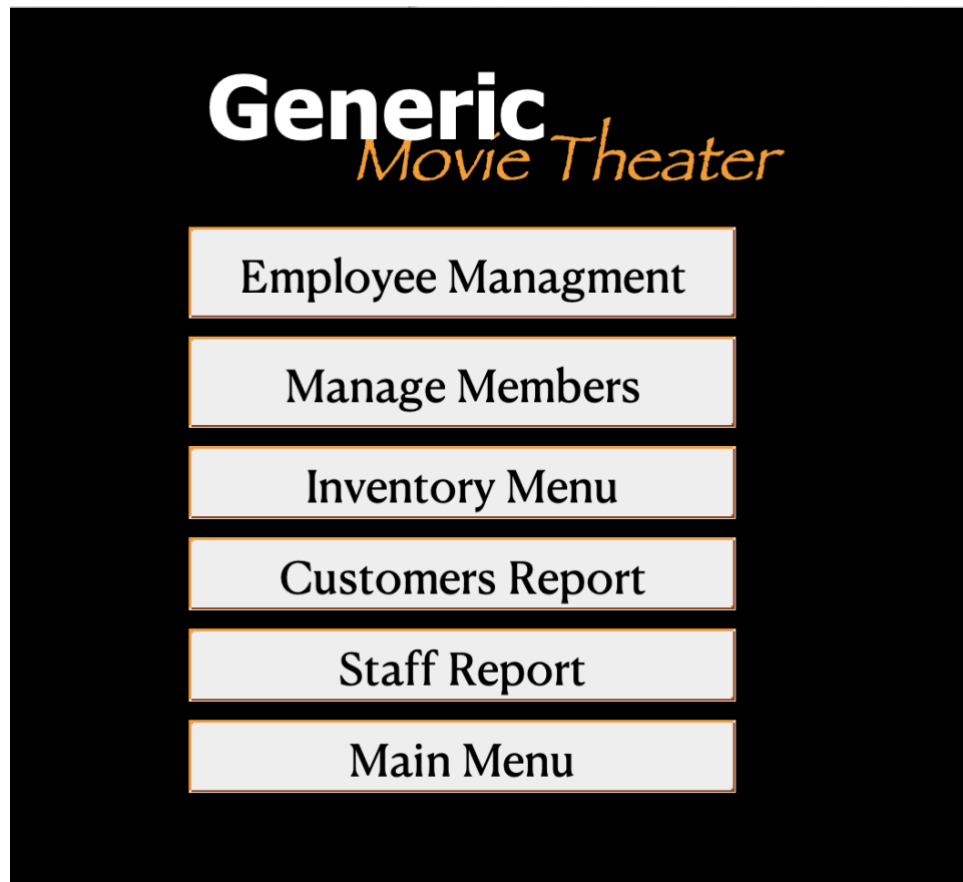 Generic
Movie Theater
Employee Managment
Manage Members
Inventory Menu
Customers Report
Staff Report
Main Menu